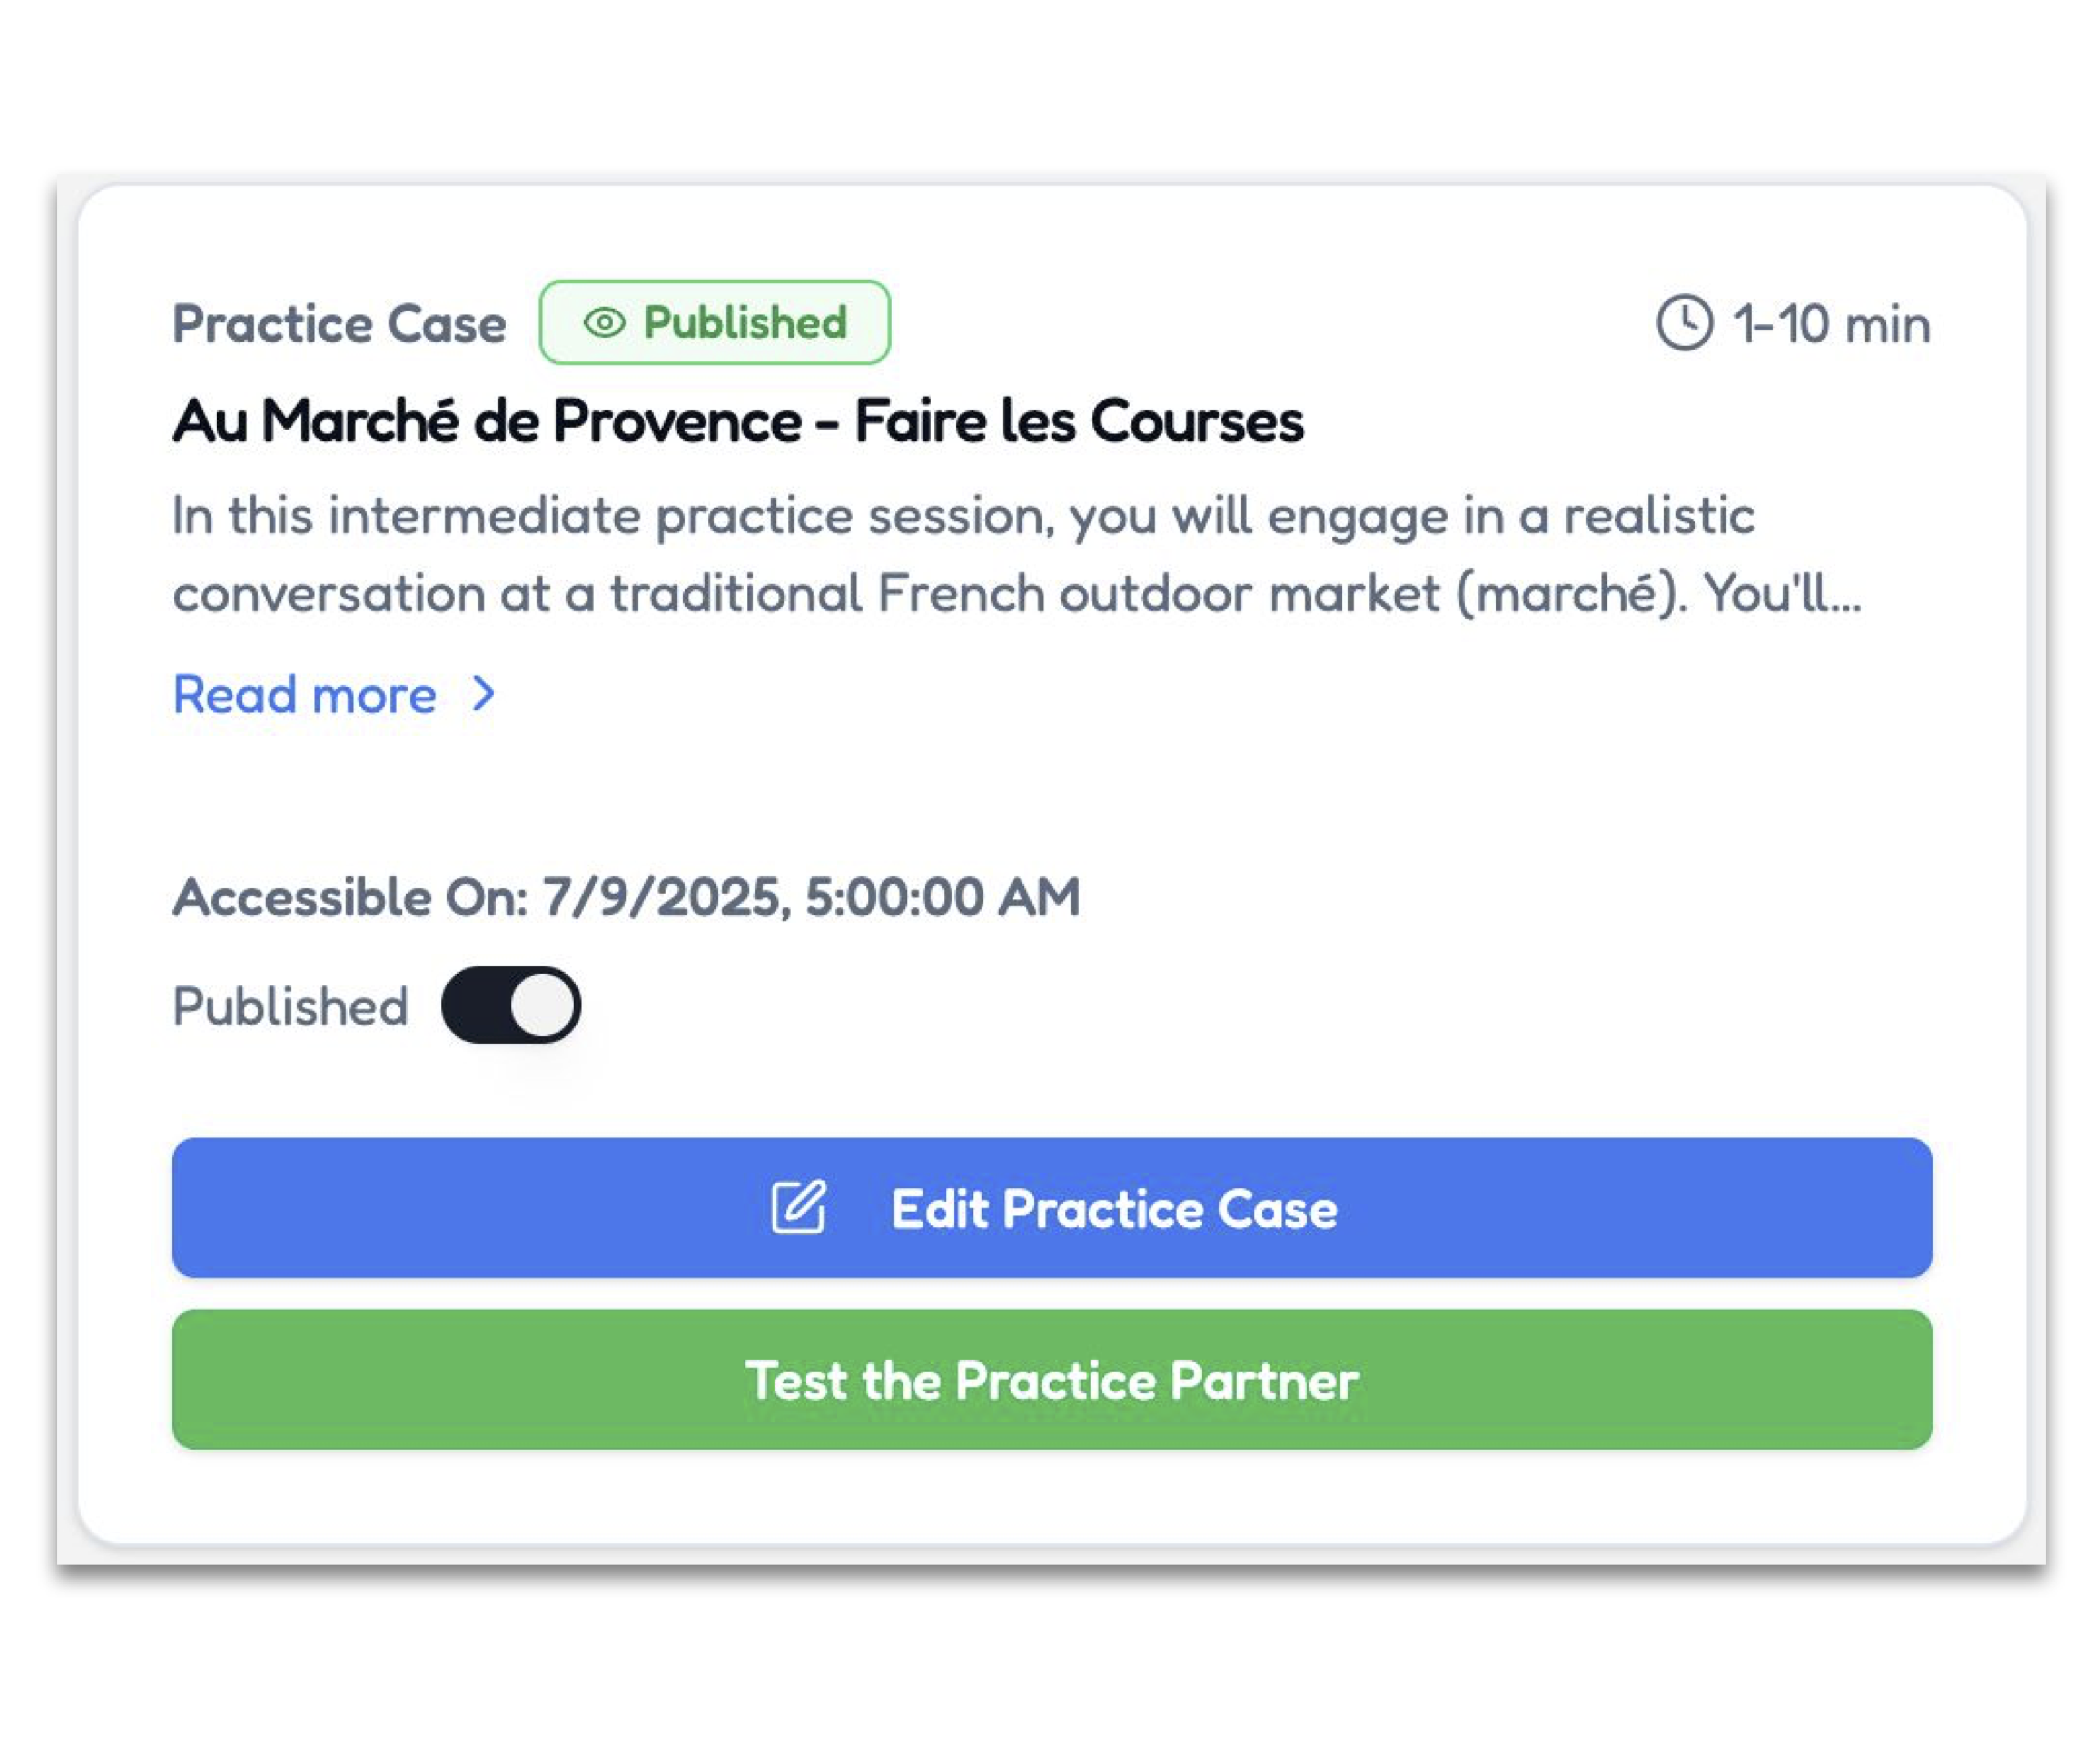 Practice Case
Published
1-10 min
Au Marché de Provence - Faire les Courses
In this intermediate practice session, you will engage in a realistic
conversation at a traditional French outdoor market (marché). You'll...
Read more
Accessible On: 7/9/2025, 5:00:00 AM
Published
Edit Practice Case
Test the Practice Partner